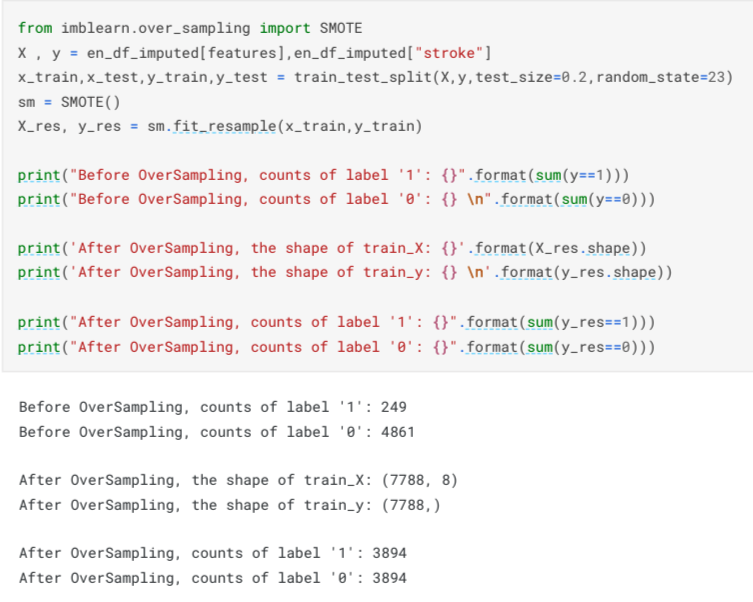 from imblearn.over_sampling import SMOTE
X , y = en_df_imputed[features],en_df_imputed["stroke"]
x_train,x_test,y_train,y_test = train_test_split(X,y,test_size=0.2,random_state=23)
sm = SMOTE()
X_res, y_res = sm.fit_resample(x_train,y_train)
print("Before OverSampling, counts of label '1': {}".format(sum(y==1)))
print("Before OverSampling, counts of label '0': {} \n".format(sum(y==0)))
print('After OverSampling, the shape of train_X: {}'.format(X_res.shape))
print('After OverSampling, the shape of train_y: {} \n'.format(y_res.shape))
print("After OverSampling, counts of label '1': {}".format(sum(y_res==1)))
print("After OverSampling, counts of label '0': {}".format(sum(y_res==0)))
Before OverSampling, counts of label '1': 249
Before OverSampling, counts of label '0': 4861
After OverSampling, the shape of train_X: (7788, 8)
After OverSampling, the shape of train_y: (7788,)
After OverSampling, counts of label '1': 3894
After OverSampling, counts of label '0': 3894